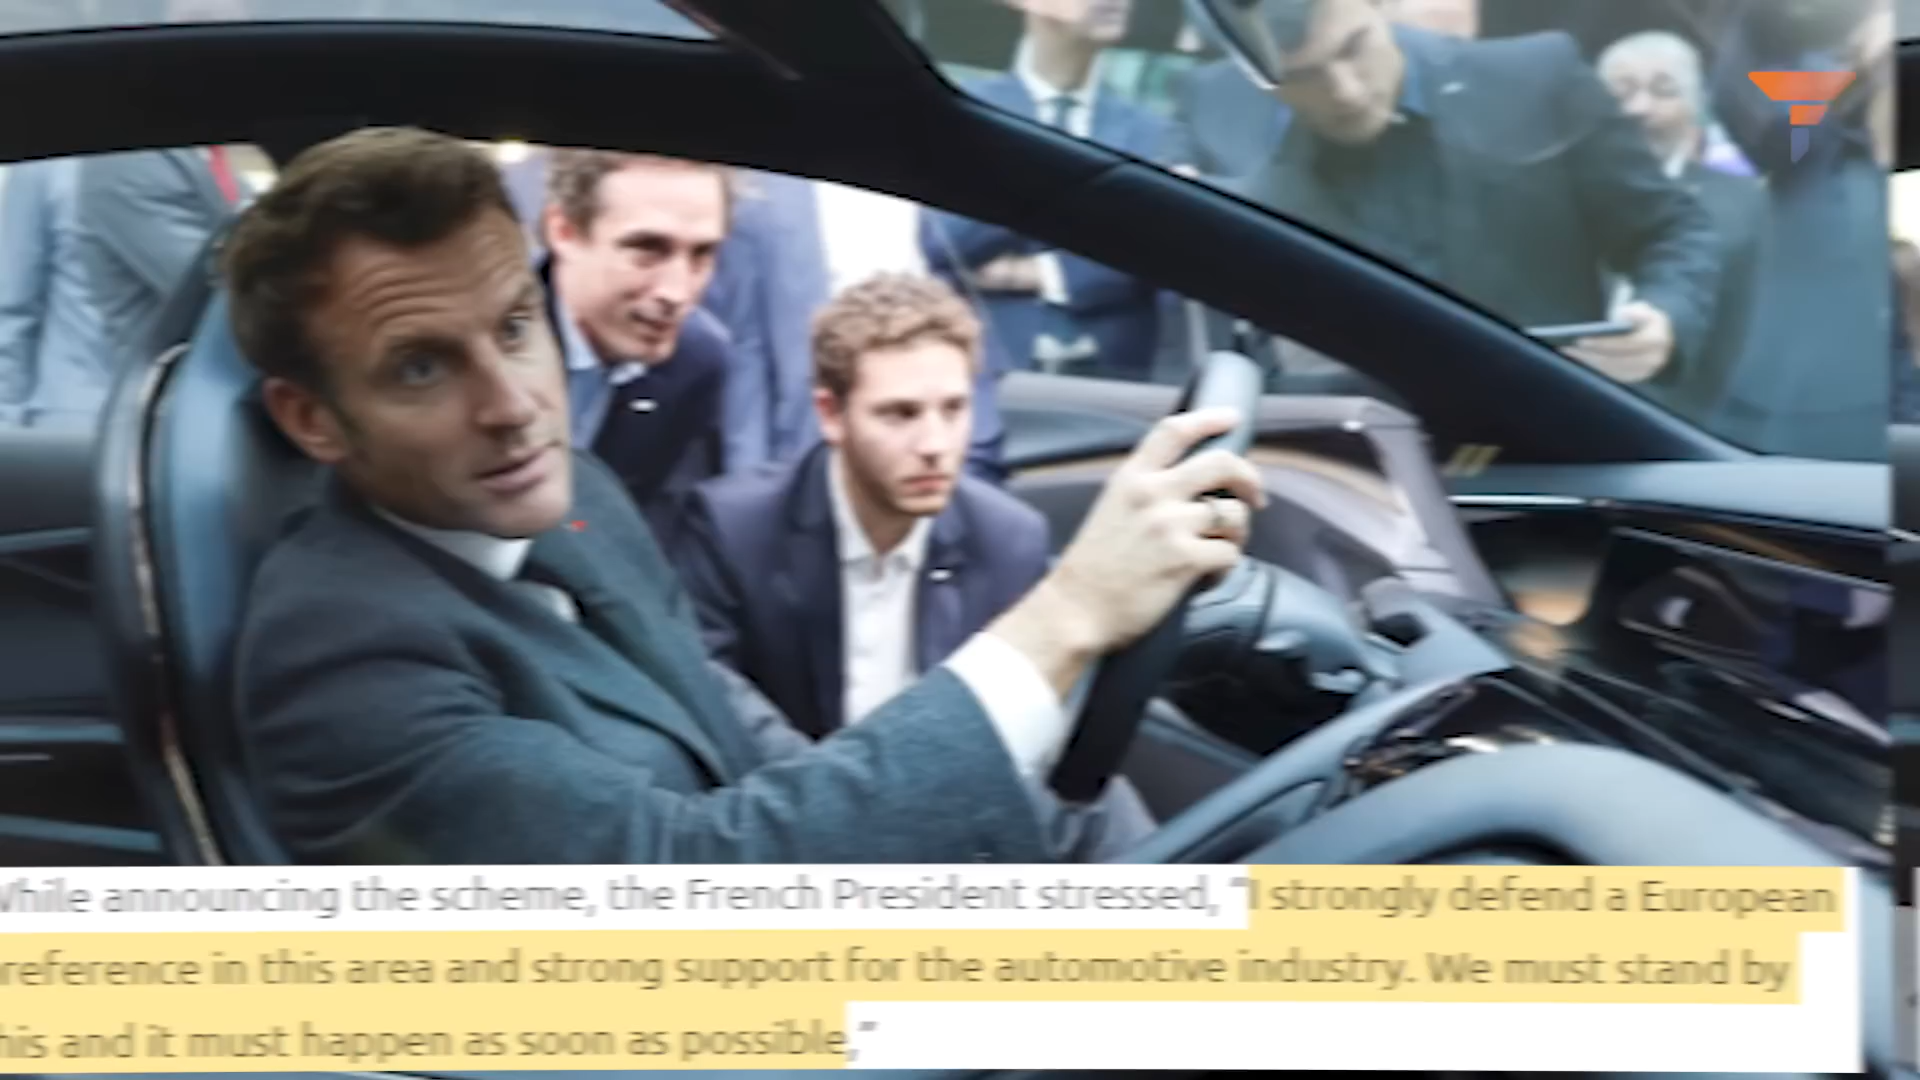 While announcing the scheme, the French President stressed, "I strongly defend a European
preference in this area and strong support for the automotive industry. We must stand by
this and it must happen as soon as possible,"